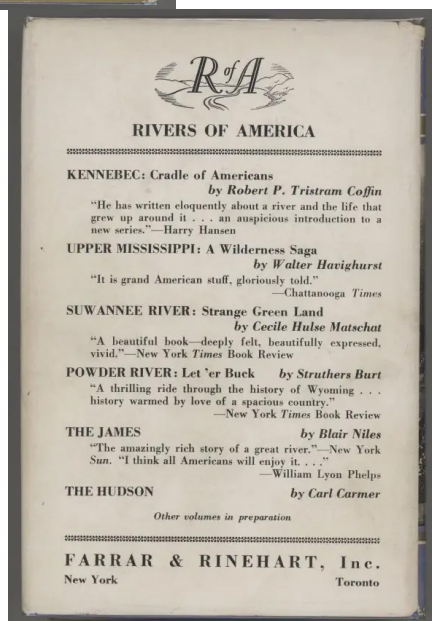 R of A
RIVERS OF AMERICA
KENNEBEC: Cradle of Americans
by Robert P. Tristram Coffin
"He has written eloquently about a river and the life that
grew up around it . . . an auspicious introduction to a
new series."—Harry Hansen
UPPER MISSISSIPPI: A Wilderness Saga
by Walter Havighurst
"It is grand American stuff, gloriously told."
—Chattanooga Times
SUWANNEE RIVER: Strange Green Land
by Cecile Hulse Matschat
"A beautiful book—deeply felt, beautifully expressed,
vivid."—New York Times Book Review
POWDER RIVER: Let 'er Buck by Struthers Burt
"A thrilling ride through the history of Wyoming . . .
history warmed by love of a spacious country."
—New York Times Book Review
THE JAMES by Blair Niles
"The amazingly rich story of a great river."—New York
Sun. "I think all Americans will enjoy it. . . ."
—William Lyon Phelps
THE HUDSON by Carl Carmer
Other volumes in preparation
FARRAR & RINEHART, Inc.
New York Toronto